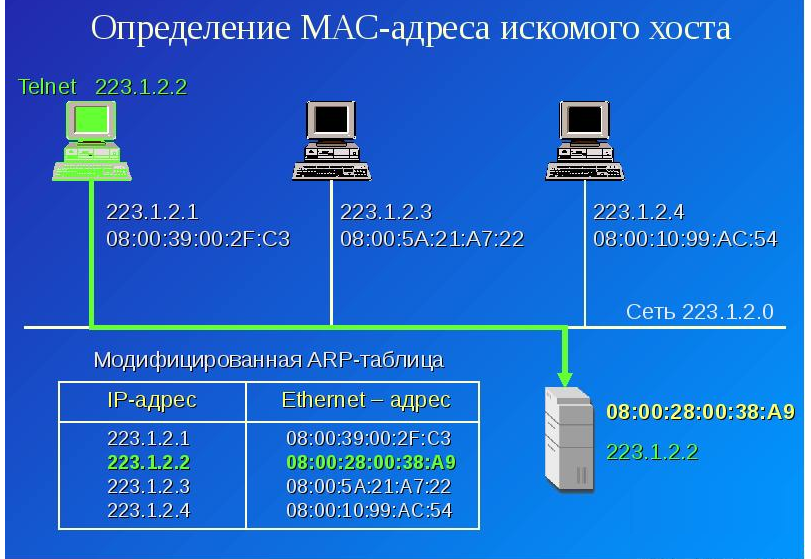 Определение MAC-адреса искомого хоста
Telnet 223.1.2.2
223.1.2.1
08:00:39:00:2F:C3
223.1.2.3
08:00:5A:21:A7:22
223.1.2.4
08:00:10:99:AC:54
Сеть 223.1.2.0
Модифицированная ARP-таблица
IP-адрес Ethernet – адрес
223.1.2.1 08:00:39:00:2F:C3
223.1.2.2 08:00:28:00:38:A9
223.1.2.3 08:00:5A:21:A7:22
223.1.2.4 08:00:10:99:AC:54
08:00:28:00:38:A9
223.1.2.2